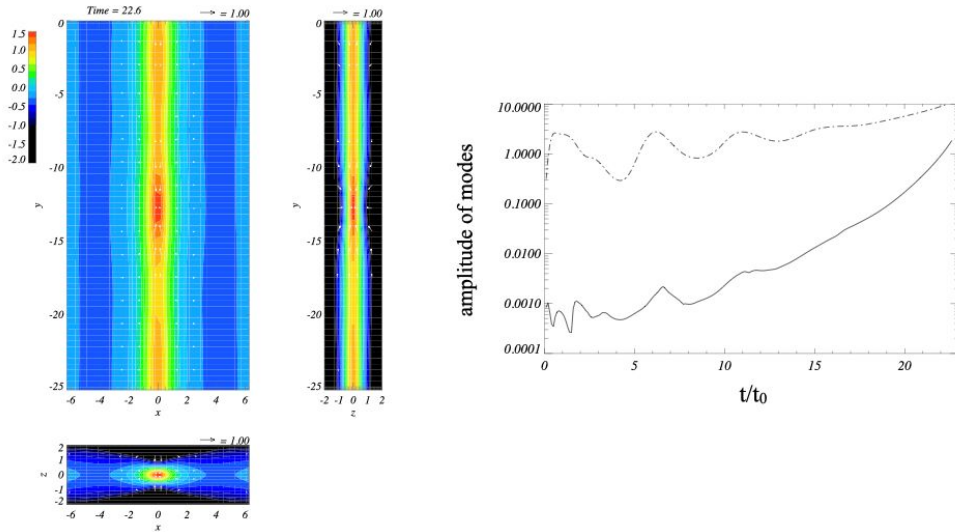 Time = 22.6
= 1.00
= 1.00
1.5
1.0
0.5
0.0
-0.5
-1.0
-1.5
-2.0
0
-5
-10
-15
-20
-25
y
-6 -4 -2 0 2 4 6
x
0
-5
-10
-15
-20
-25
y
-2 -1 0 1 2
z
= 1.00
2
1
0
-1
-2
z
-6 -4 -2 0 2 4 6
x
10.0000
1.0000
0.1000
0.0100
0.0010
0.0001
amplitude of modes
0 5 10 15 20
t/t0